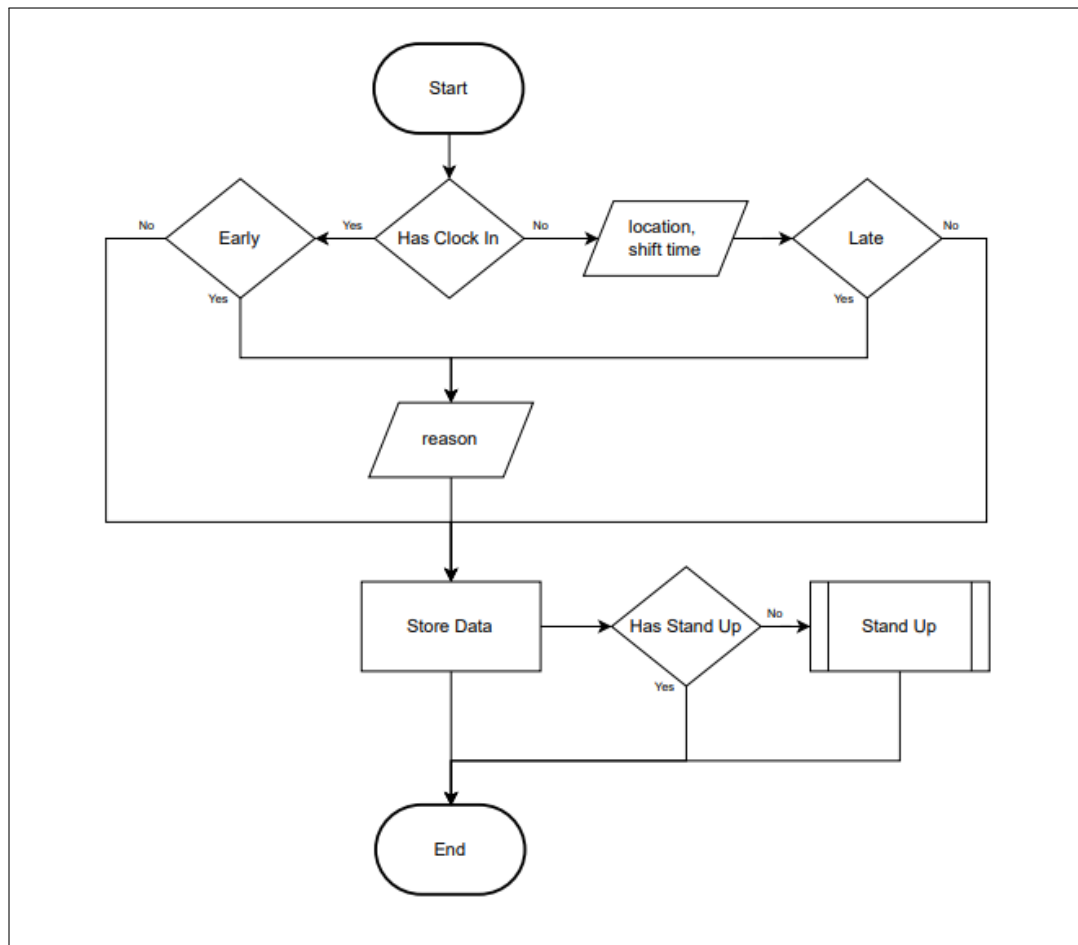 Start
No
Early
Yes
Has Clock In
No
location,
shift time
Late
No
Yes
Yes
reason
Store Data
Has Stand Up
No
Stand Up
Yes
End